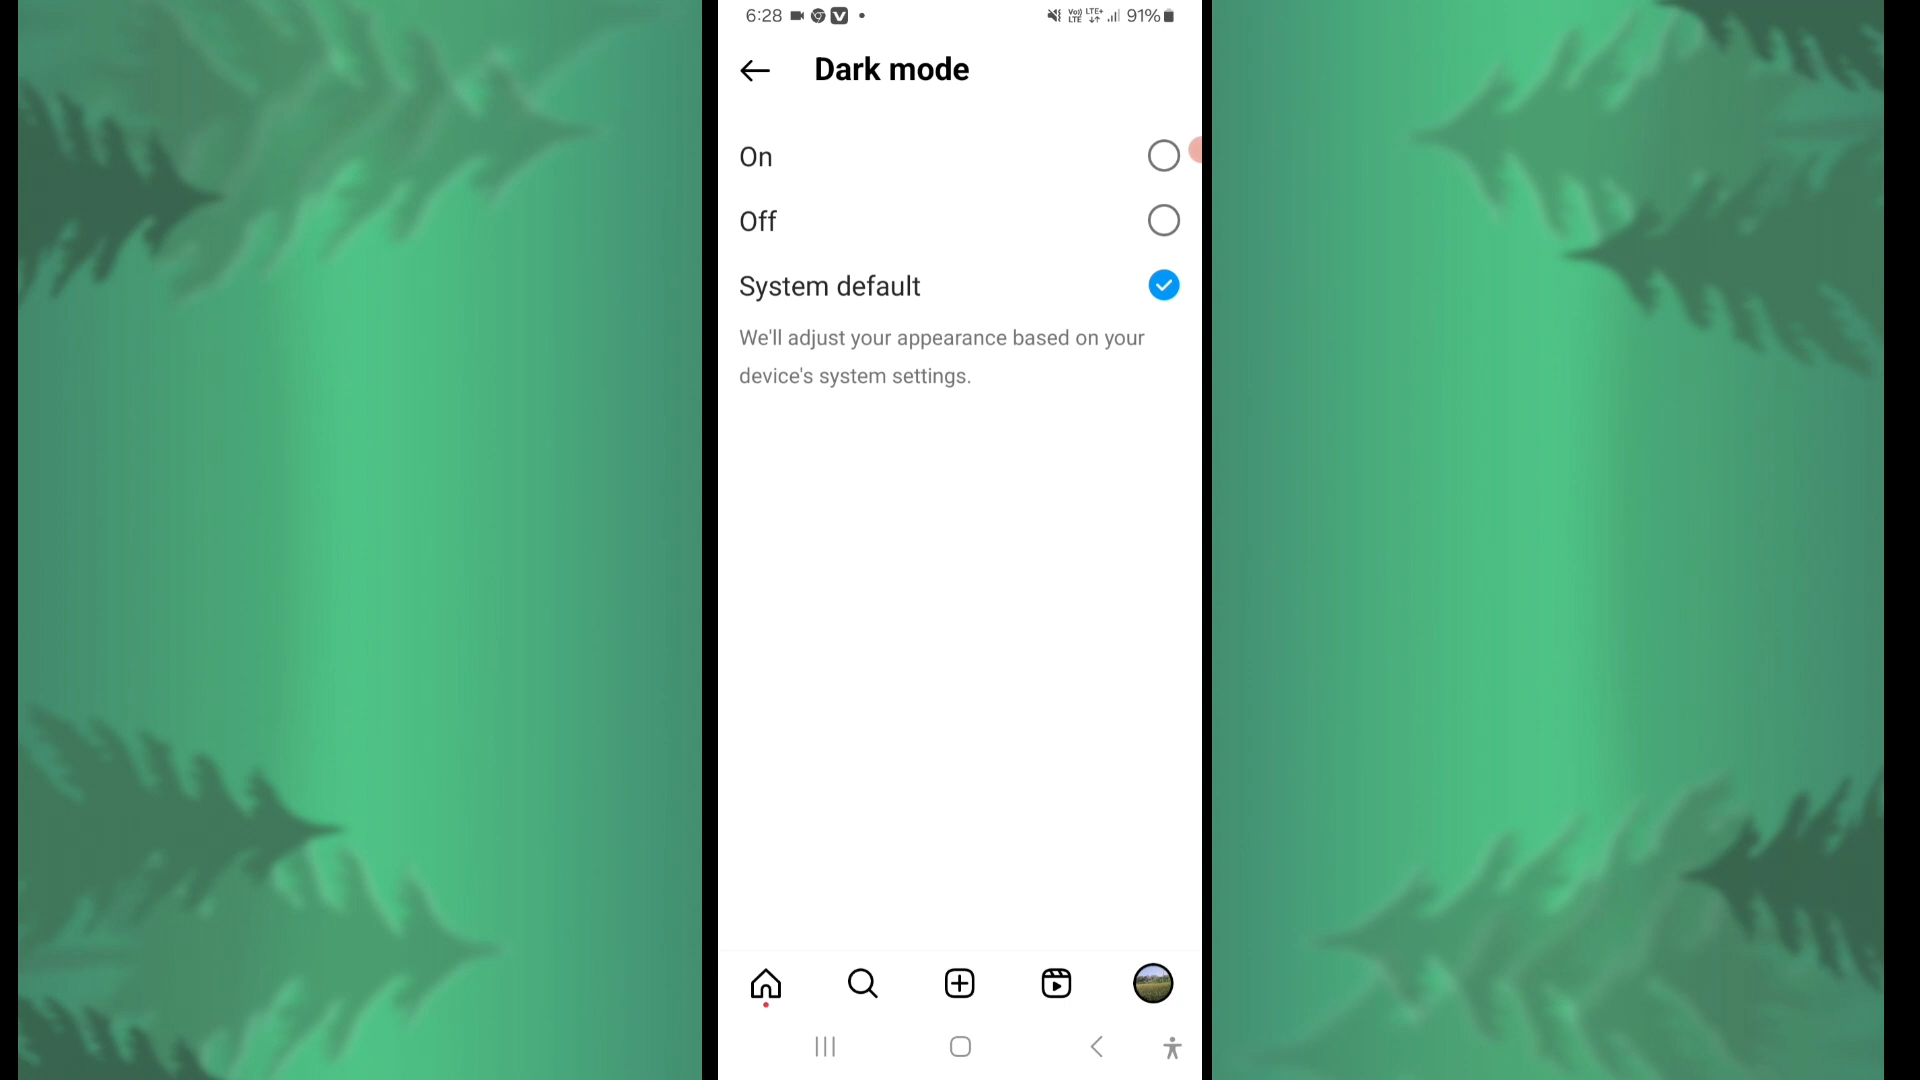 6:28 91%
Dark mode
On
Off
System default
We'll adjust your appearance based on your
device's system settings.